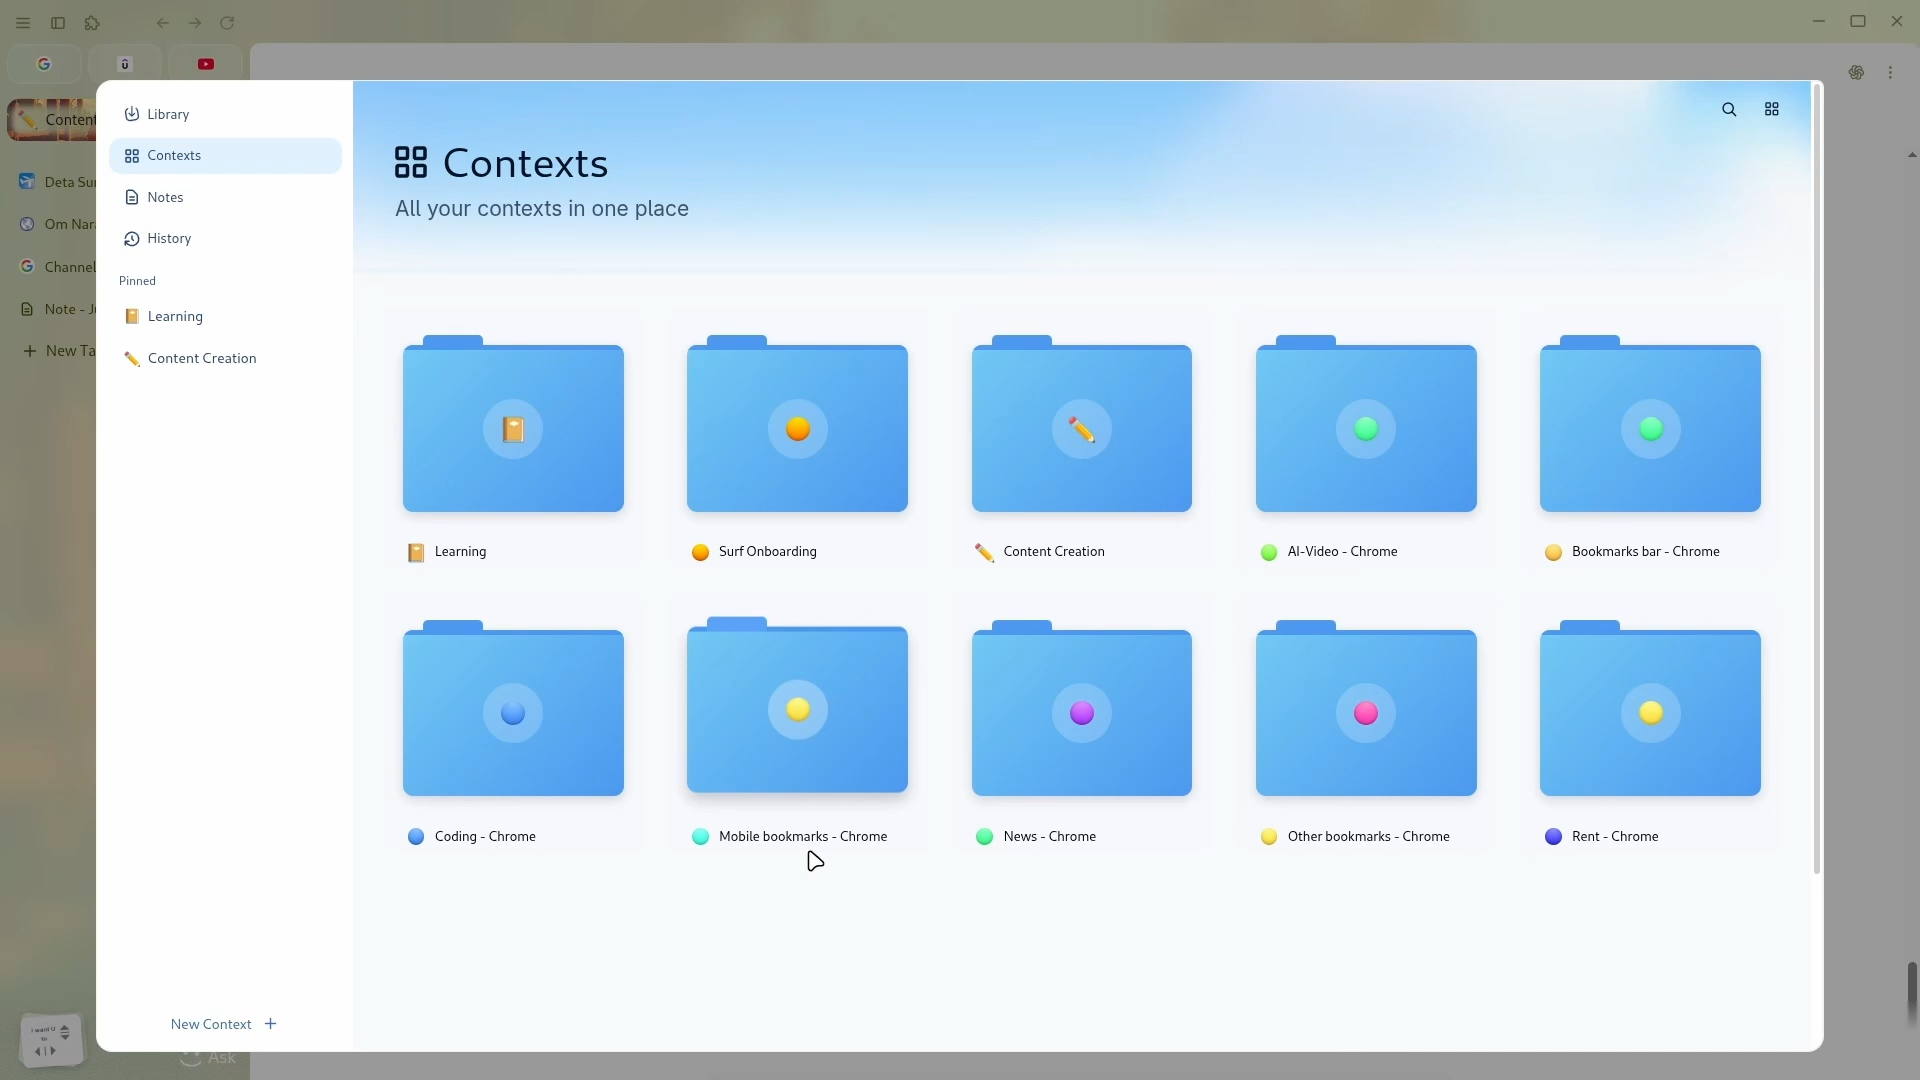 Content
Deta Su
Om Nar
Channel
Note - J
New Ta
Library
Contexts
Notes
History
Pinned
Learning
Content Creation
New Context
Ask
Contexts
All your contexts in one place
Learning
Surf Onboarding
Content Creation
AI-Video - Chrome
Bookmarks bar - Chrome
Coding - Chrome
Mobile bookmarks - Chrome
News - Chrome
Other bookmarks - Chrome
Rent - Chrome